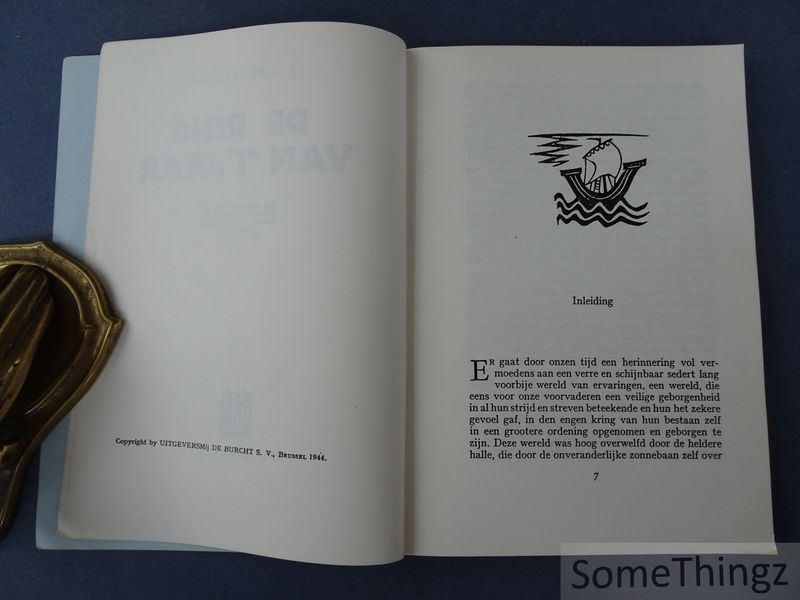 DE RING
VAN 'T JAAR
Copyright by UITGEVERSMij DE BURCHT S. V., BRUSSEL 1944.
Inleiding
ER gaat door onzen tijd een herinnering vol ver-
moedens aan een verre en schijnbaar sedert lang
voorbije wereld van ervaringen, een wereld, die
eens voor onze voorvaderen een veilige geborgenheid
in al hun strijd en streven beteekende en hun het zekere
gevoel gaf, in den engen kring van hun bestaan zelf
in een grootere ordening opgenomen en geborgen te
zijn. Deze wereld was hoog overwelfd door de heldere
halle, die door de onveranderlijke zonnebaan zelf over
7
SomeThingz